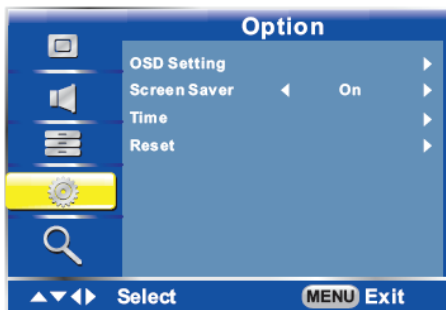 Option
OSD Setting
Screen Saver On
Time
Reset
Select MENU Exit